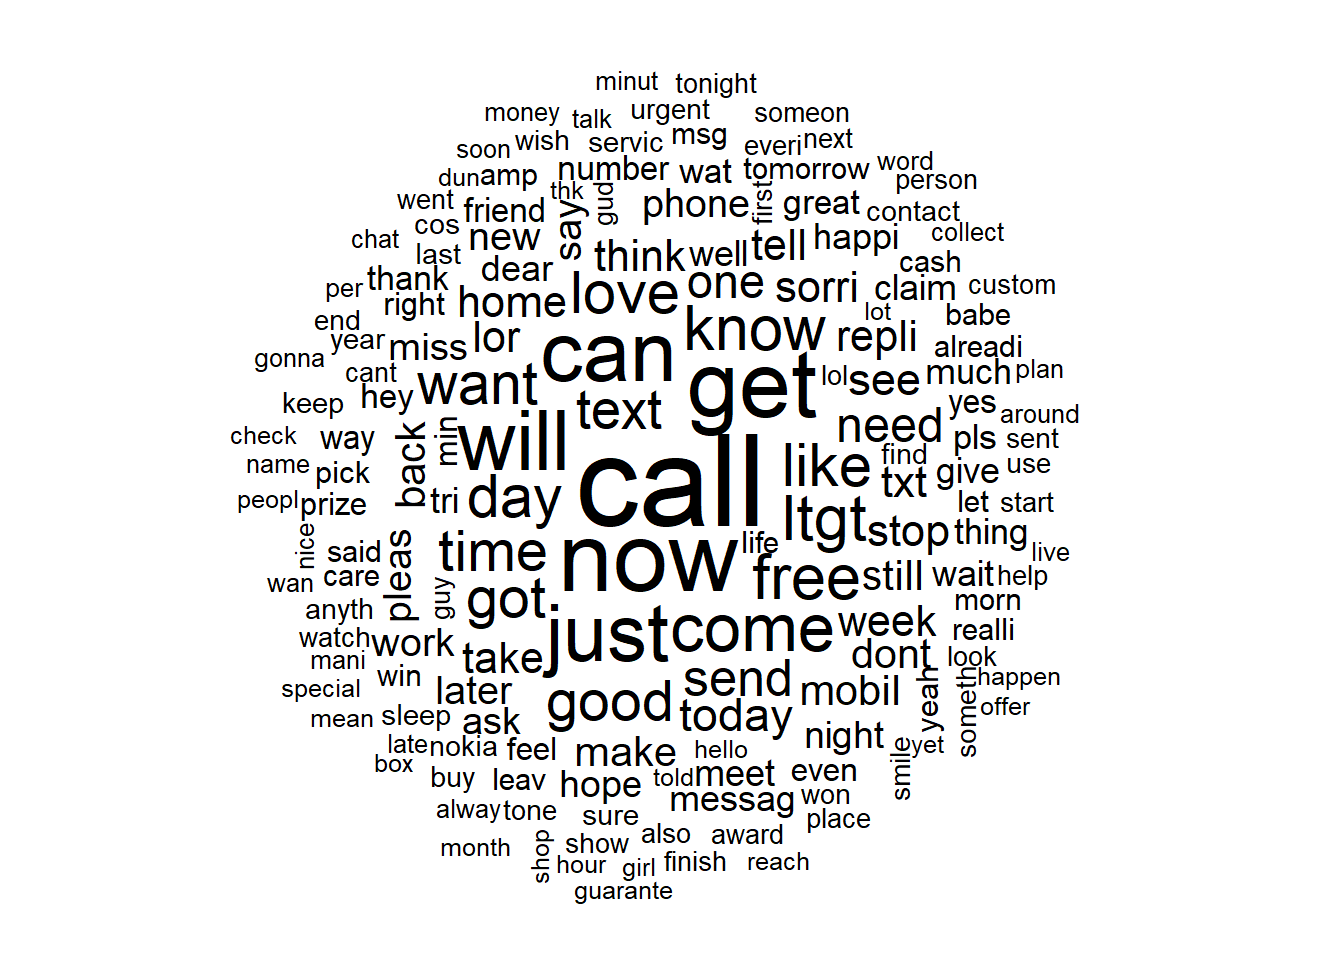 minut tonight
money talk urgent someon
soon wish servic msg everi next
dun amp number wat tomorrow word
went cos friend say thk gud phone first great person contact
chat last new think well tell happi collect
per thank dear love one sorri claim cash custom
end right home know lot babe
year miss lor can repli alreadi
gonna cant hey want get lol see much plan
keep text need yes around
check way back min will like find pls sent
name pick call txt give use
peopl prize tri day ltgt stop let start
nice said pleas time now life thing live
wan care guy got free still wait help
anyth just come week morn
watch work take dont realli look
mani win later send mobil yeah someth happen
special sleep ask good today offer
mean late nokia feel make hello night smile yet
box buy leav hope told meet even
alway tone sure messag won place
month shop show also award
hour girl finish reach
guarante